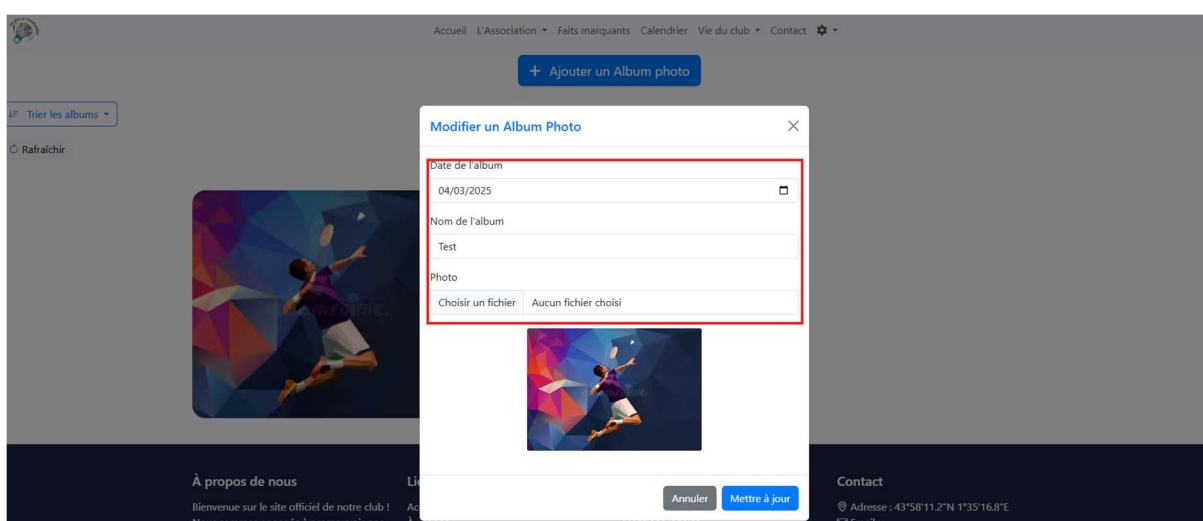 Accueil L'Association Faits marquants Calendrier Vie du club Contact
+ Ajouter un Album photo
Trier les albums
Rafraîchir
Modifier un Album Photo
Date de l'album
04/03/2025
Nom de l'album
Test
Photo
Choisir un fichier Aucun fichier choisi
Annuler Mettre à jour
À propos de nous
Contact
Bienvenue sur le site officiel de notre club !
Adresse : 43°58'11.2"N 1°35'16.8"E